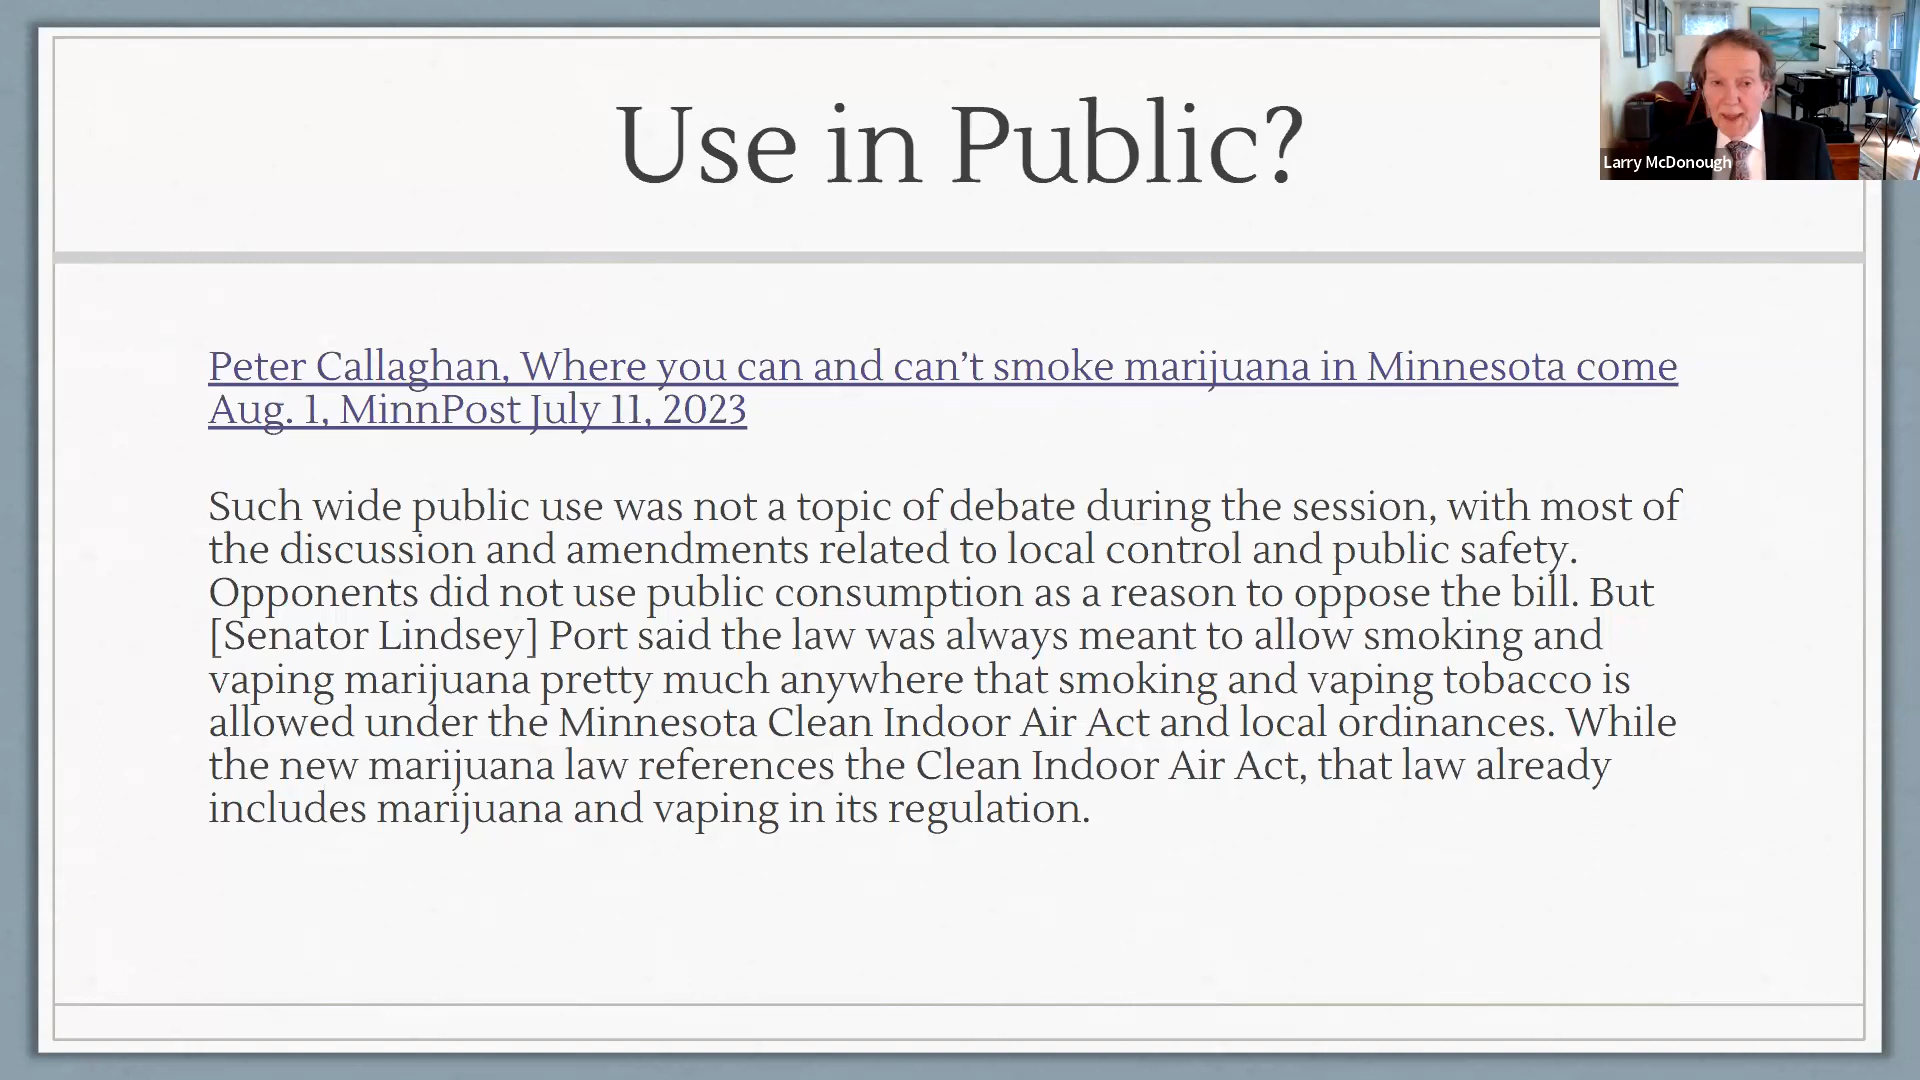 Use in Public?
Larry McDonough
Peter Callaghan, Where you can and can’t smoke marijuana in Minnesota come
Aug. 1, MinnPost July 11, 2023
Such wide public use was not a topic of debate during the session, with most of
the discussion and amendments related to local control and public safety.
Opponents did not use public consumption as a reason to oppose the bill. But
[Senator Lindsey] Port said the law was always meant to allow smoking and
vaping marijuana pretty much anywhere that smoking and vaping tobacco is
allowed under the Minnesota Clean Indoor Air Act and local ordinances. While
the new marijuana law references the Clean Indoor Air Act, that law already
includes marijuana and vaping in its regulation.